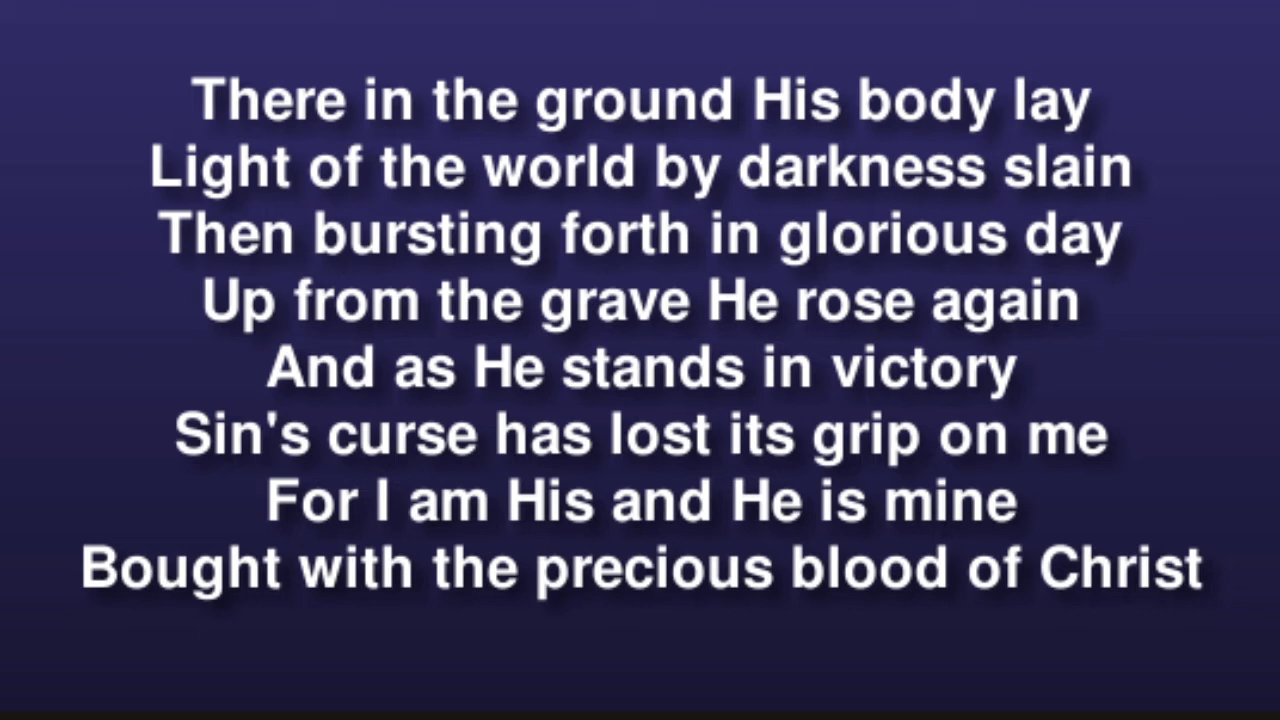 There in the ground His body lay
Light of the world by darkness slain
Then bursting forth in glorious day
Up from the grave He rose again
And as He stands in victory
Sin's curse has lost its grip on me
For I am His and He is mine
Bought with the precious blood of Christ